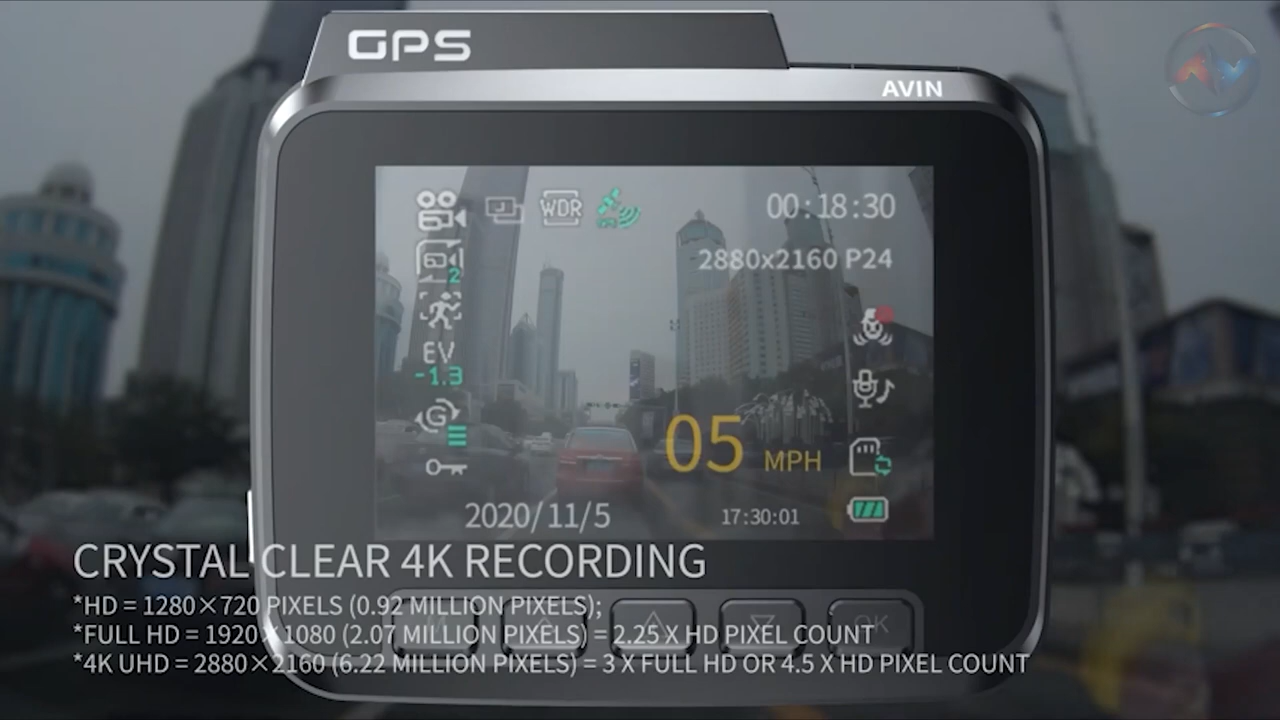 GPS
AVIN
WDR
00:18:30
2880x2160 P24
2
EV
-1.3
G
05 MPH
2020/11/5
17:30:01
CRYSTAL CLEAR 4K RECORDING
*HD = 1280×720 PIXELS (0.92 MILLION PIXELS);
*FULL HD = 1920×1080 (2.07 MILLION PIXELS) = 2.25 X HD PIXEL COUNT
OK
*4K UHD = 2880×2160 (6.22 MILLION PIXELS) = 3 X FULL HD OR 4.5 X HD PIXEL COUNT